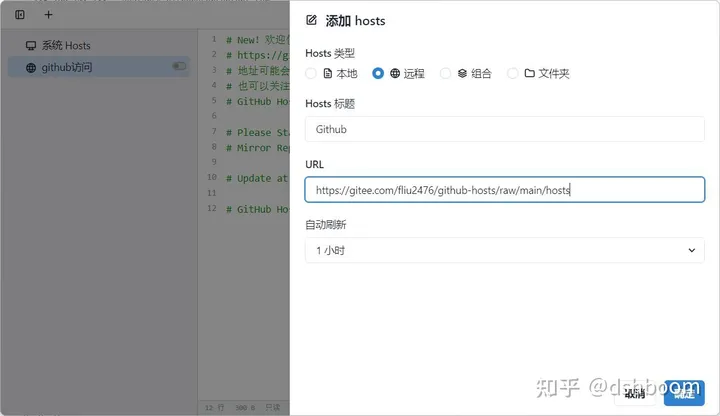 添加 hosts
系统 Hosts
github访问
1 # New! 欢迎
2 # https://g
3 # 地址可能会
4 # 也可以关注
5 # GitHub Ho
6
7 # Please Sta
8 # Mirror Rep
9
10 # Update at
11
12 # GitHub Hos
Hosts 类型
本地 远程 组合 文件夹
Hosts 标题
Github
URL
https://gitee.com/fliu2476/github-hosts/raw/main/hosts
自动刷新
1 小时
12 行 300 B 只读
取消 确定
知乎 @dshboom